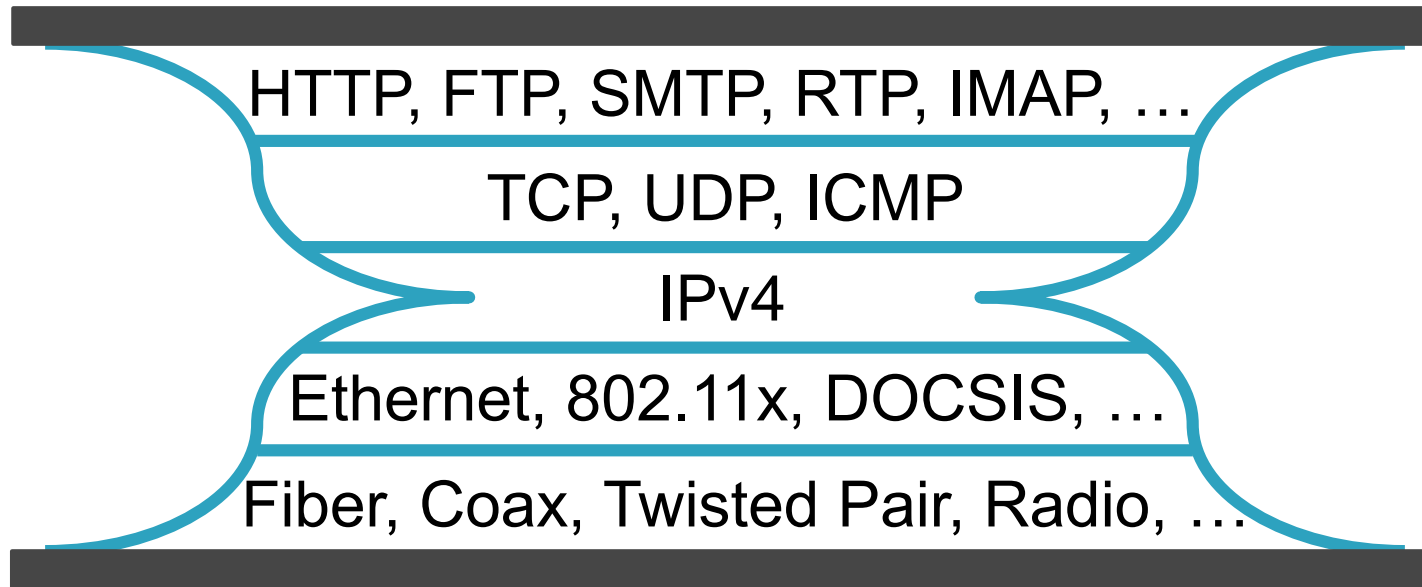 HTTP, FTP, SMTP, RTP, IMAP, …
TCP, UDP, ICMP
IPv4
Ethernet, 802.11x, DOCSIS, …
Fiber, Coax, Twisted Pair, Radio, …